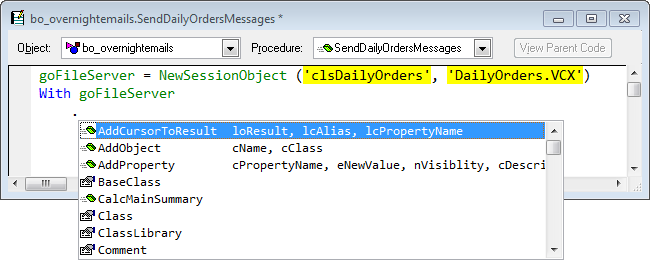 bo_overnightemails.SendDailyOrdersMessages *
Object: bo_overnightemails Procedure: SendDailyOrdersMessages View Parent Code
goFileServer = NewSessionObject ('clsDailyOrders', 'DailyOrders.VCX')
With goFileServer
.
AddCursorToResult loResult, lcAlias, lcPropertyName
AddObject cName, cClass
AddProperty cPropertyName, eNewValue, nVisiblity, cDescri
BaseClass
CalcMainSummary
Class
ClassLibrary
Comment